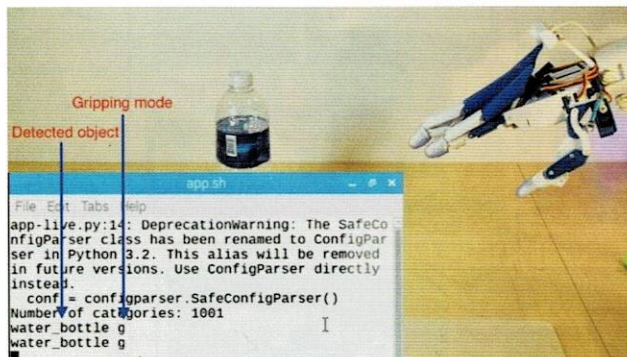 Gripping mode
Detected object
app.sh
File Edit Tabs Help
app-live.py:14: DeprecationWarning: The SafeCo
nfigParser class has been renamed to ConfigPar
ser in Python 3.2. This alias will be removed
in future versions. Use ConfigParser directly
instead.
conf = configparser.SafeConfigParser()
Number of categories: 1001
water_bottle g
water_bottle g